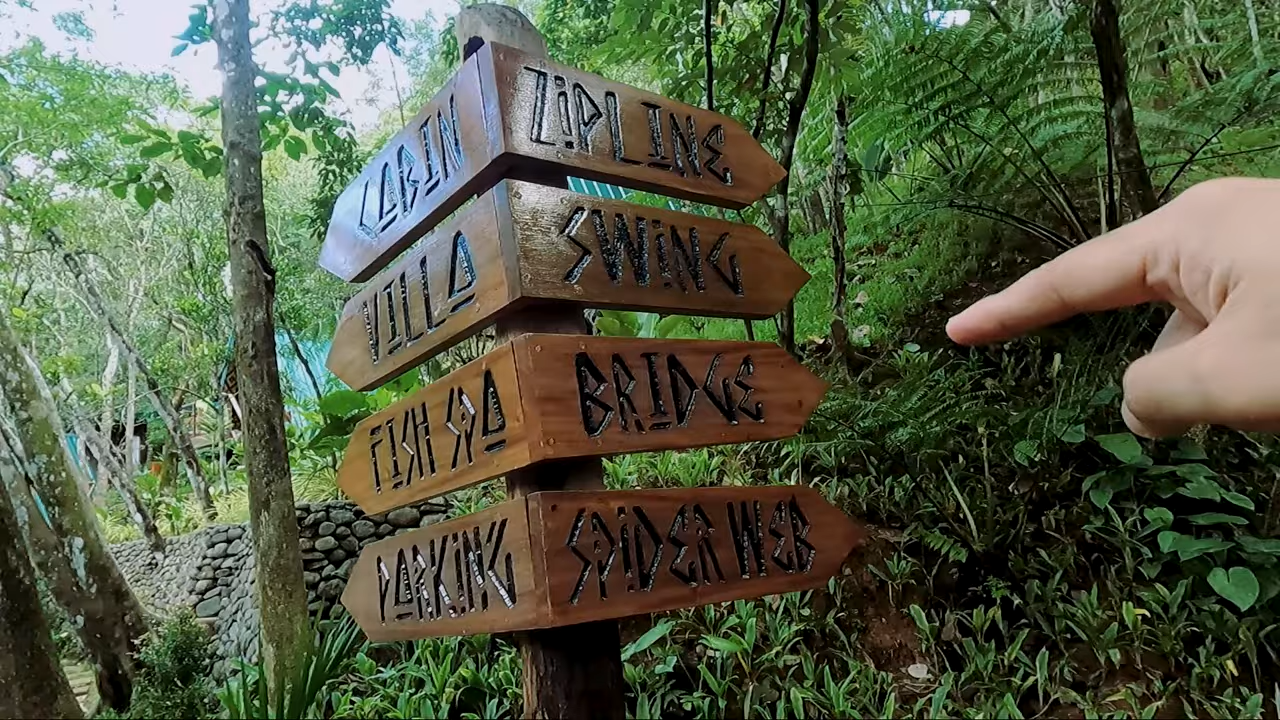 CABIN
ZiPLINE
VILLA
SWiNG
FISH SPA
BRIDGE
PARKiNG
SPiDER WEB